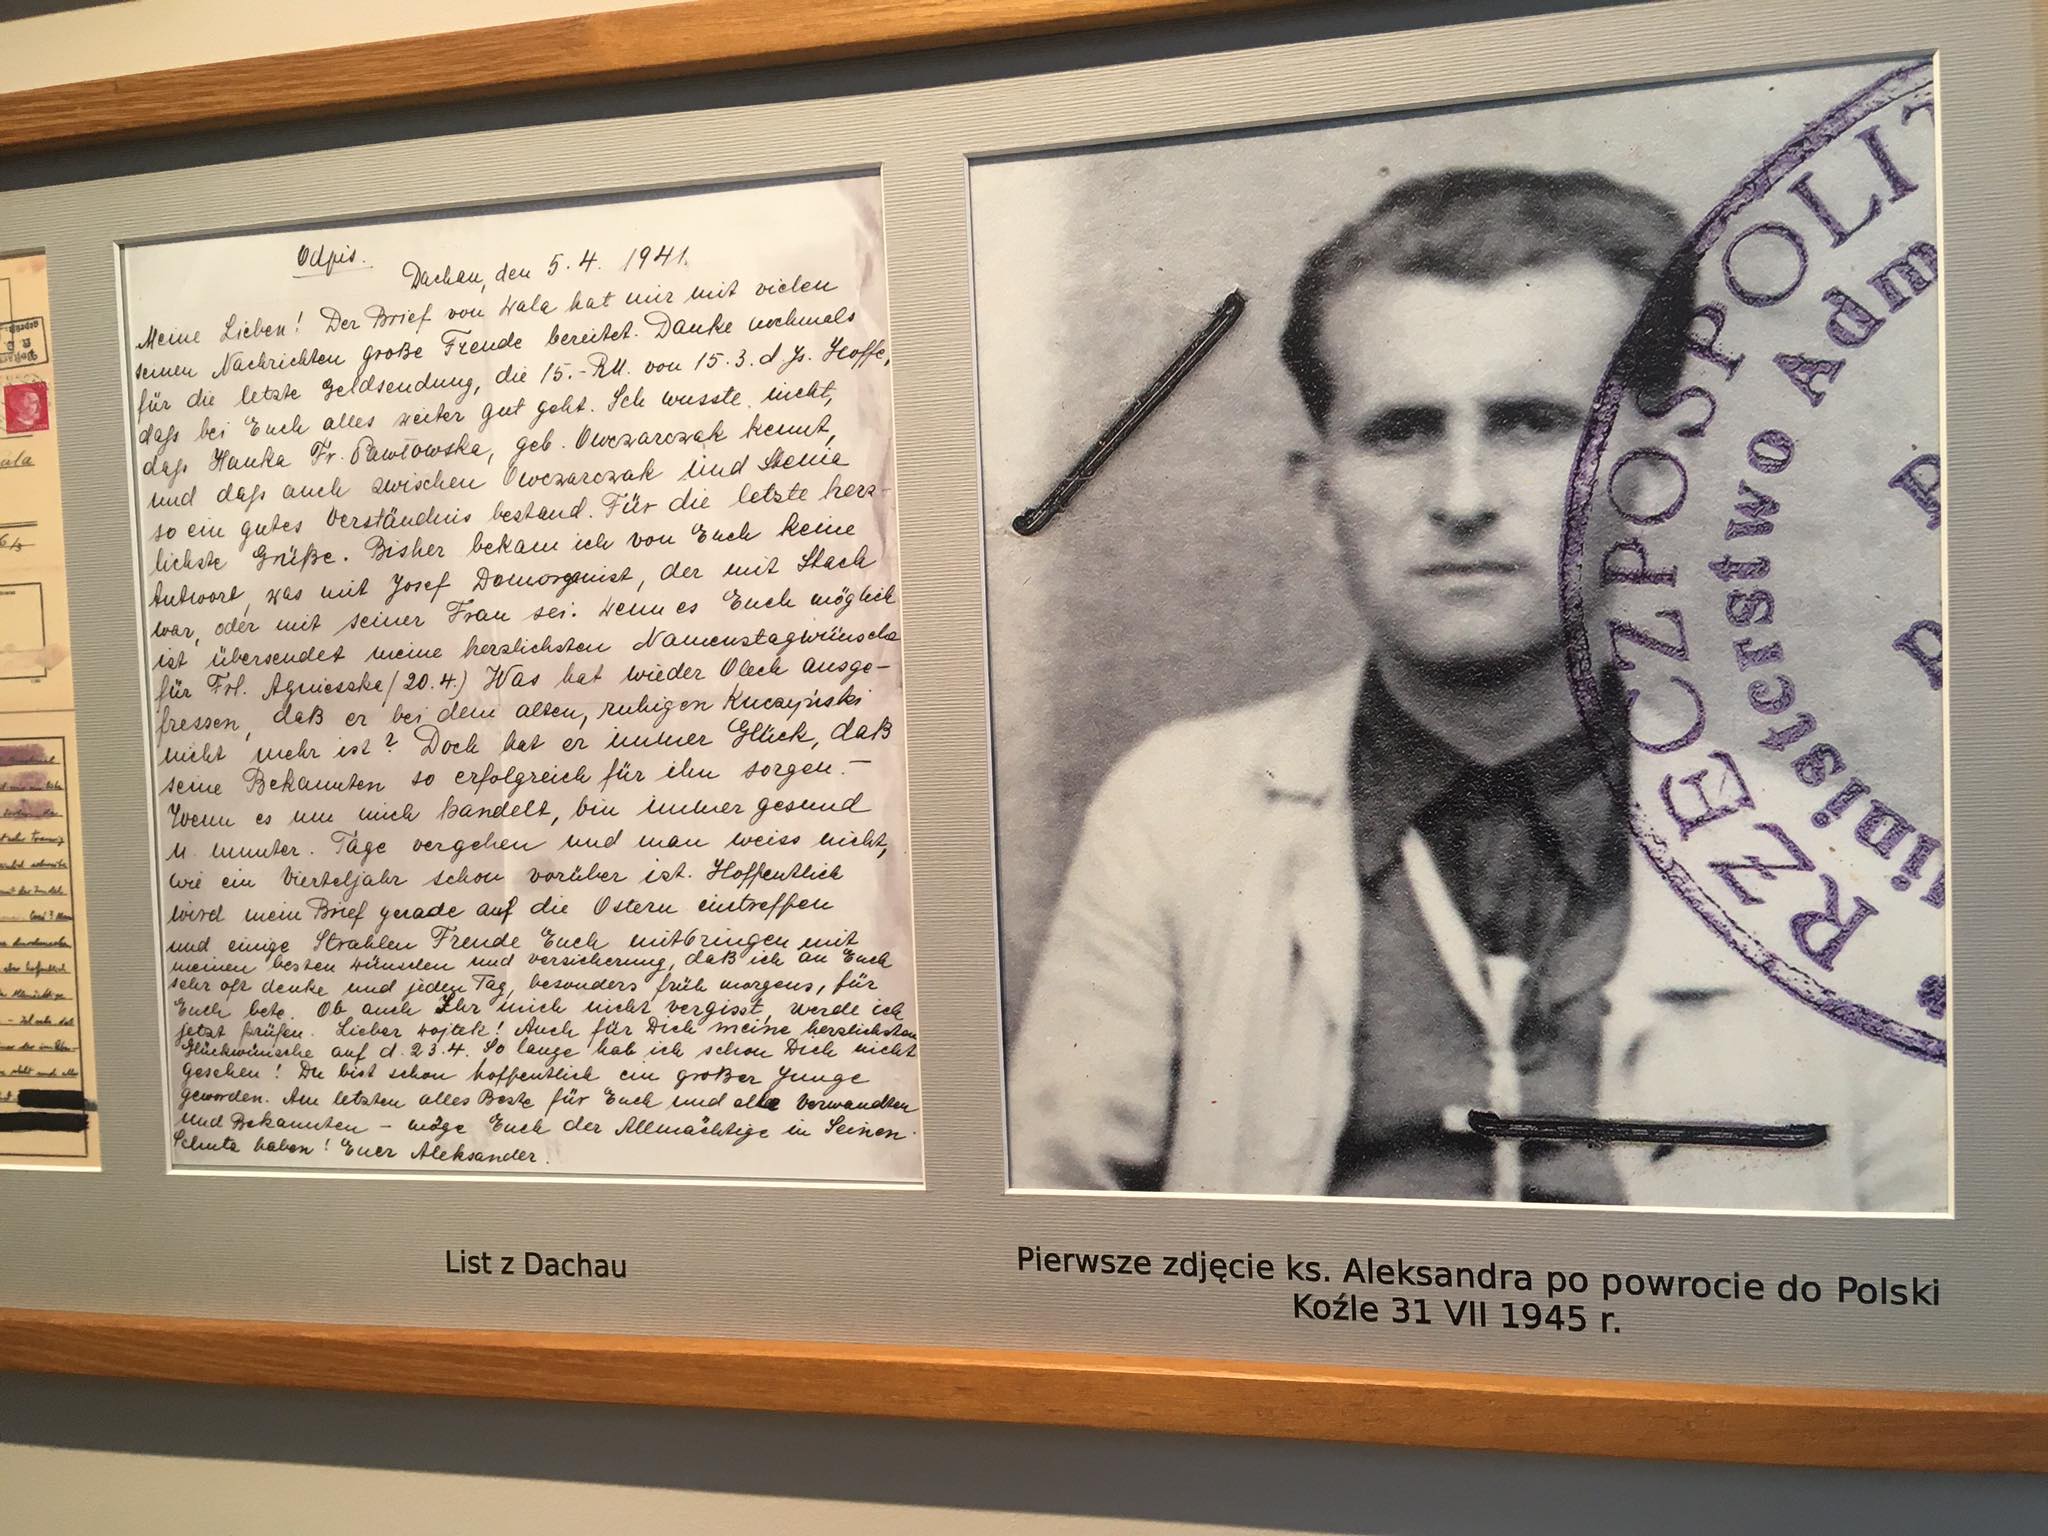 Odpis.
Dachau, den 5. 4. 1941.
Meine Lieben! Der Brief von Wala hat mir mit vielen
seinen Nachrichten große Freude bereitet. Danke nochmals
für die letzte Geldsendung, die 15.- RM. von 15. 3. d Js. Hoffe,
daß bei Euch alles weiter gut geht. Ich wusste nicht,
daß Hanka Fr. Pawłowska, geb. Owczarczak kennt,
und daß auch zwischen Owczarczak und Stenia
so ein gutes Verständnis bestand. Für die letzte herz-
lichste Grüße. Bisher bekam ich von Euch keine
Antwort, was mit Josef Domorganist, der mit Stach
war, oder mit seiner Frau sei. Wenn es Euch möglich
ist übersendet meine herzlichsten Namenstagwünsche
für Frl. Agnieszka (20. 4.) Was hat wieder Olech ausge-
fressen, daß er bei dem alten, ruhigen Kuczyński
nicht mehr ist? Doch hat er immer Glück, daß
seine Bekannten so erfolgreich für ihn sorgen. -
Wenn es um mich handelt, bin immer gesund
u. munter. Tage vergehen und man weiss nicht,
wie ein Vierteljahr schon vorüber ist. Hoffentlich
wird mein Brief gerade auf die Ostern eintreffen
und einige Strahlen Freude Euch mitbringen mit
meinen besten Wünschen und Versicherung, daß ich an Euch
sehr oft denke und jeden Tag, besonders früh morgens, für
Euch bete. Ob auch Ihr mich nicht vergisst, werde ich
jetzt prüfen. Lieber Wojtek! Auch für Dich meine herzlichsten
Glückwünsche auf d. 23. 4. So lange hab ich schon Dich nicht
gesehen! Du bist schon hoffentlich ein großer Junge
geworden. Am letzten alles Beste für Euch und alle Verwandten
und Bekannten - möge Euch der Allmächtige in Seinen
Schutz haben! Euer Aleksander.
List z Dachau
RZECZPOSPOLIT
Ministerstwo Adm
Pierwsze zdjęcie ks. Aleksandra po powrocie do Polski
Koźle 31 VII 1945 r.